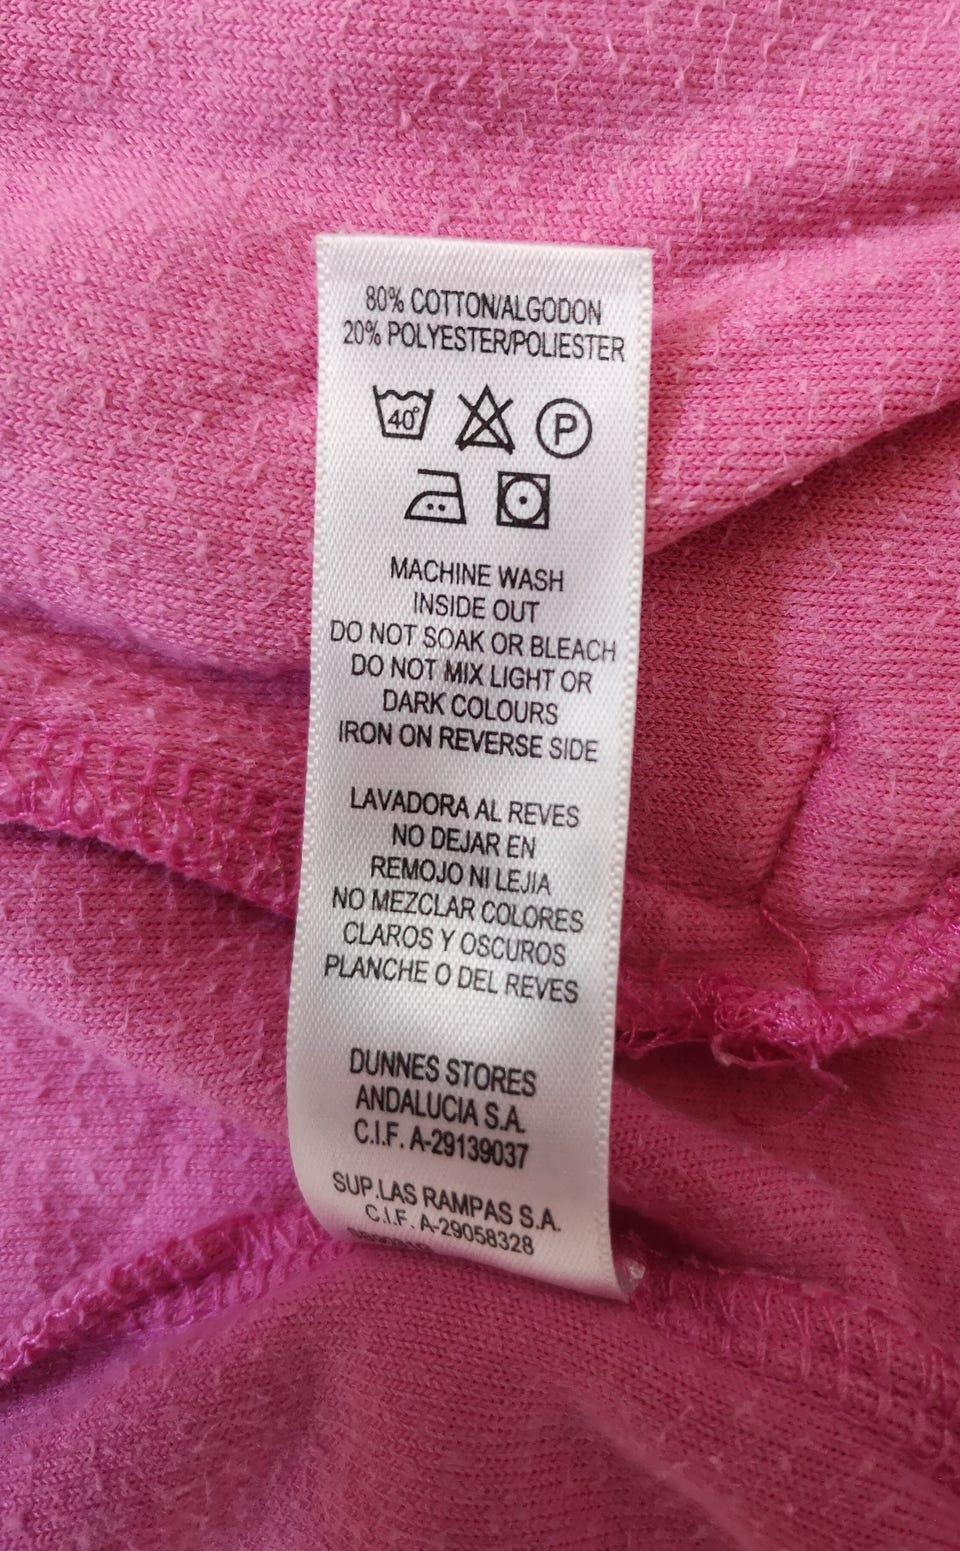 80% COTTON/ALGODON
20% POLYESTER/POLIESTER
40° P
MACHINE WASH
INSIDE OUT
DO NOT SOAK OR BLEACH
DO NOT MIX LIGHT OR
DARK COLOURS
IRON ON REVERSE SIDE
LAVADORA AL REVES
NO DEJAR EN
REMOJO NI LEJIA
NO MEZCLAR COLORES
CLAROS Y OSCUROS
PLANCHE O DEL REVES
DUNNES STORES
ANDALUCIA S.A.
C.I.F. A-29139037
SUP.LAS RAMPAS S.A.
C.I.F. A-29058328